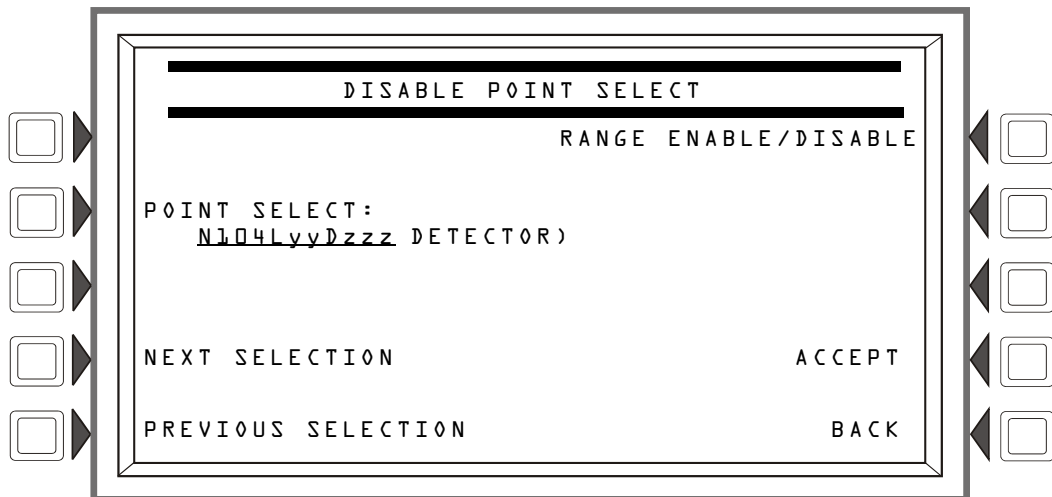 DISABLE POINT SELECT
RANGE ENABLE/DISABLE
POINT SELECT:
N104LyyDzzz DETECTOR)
NEXT SELECTION
ACCEPT
PREVIOUS SELECTION
BACK